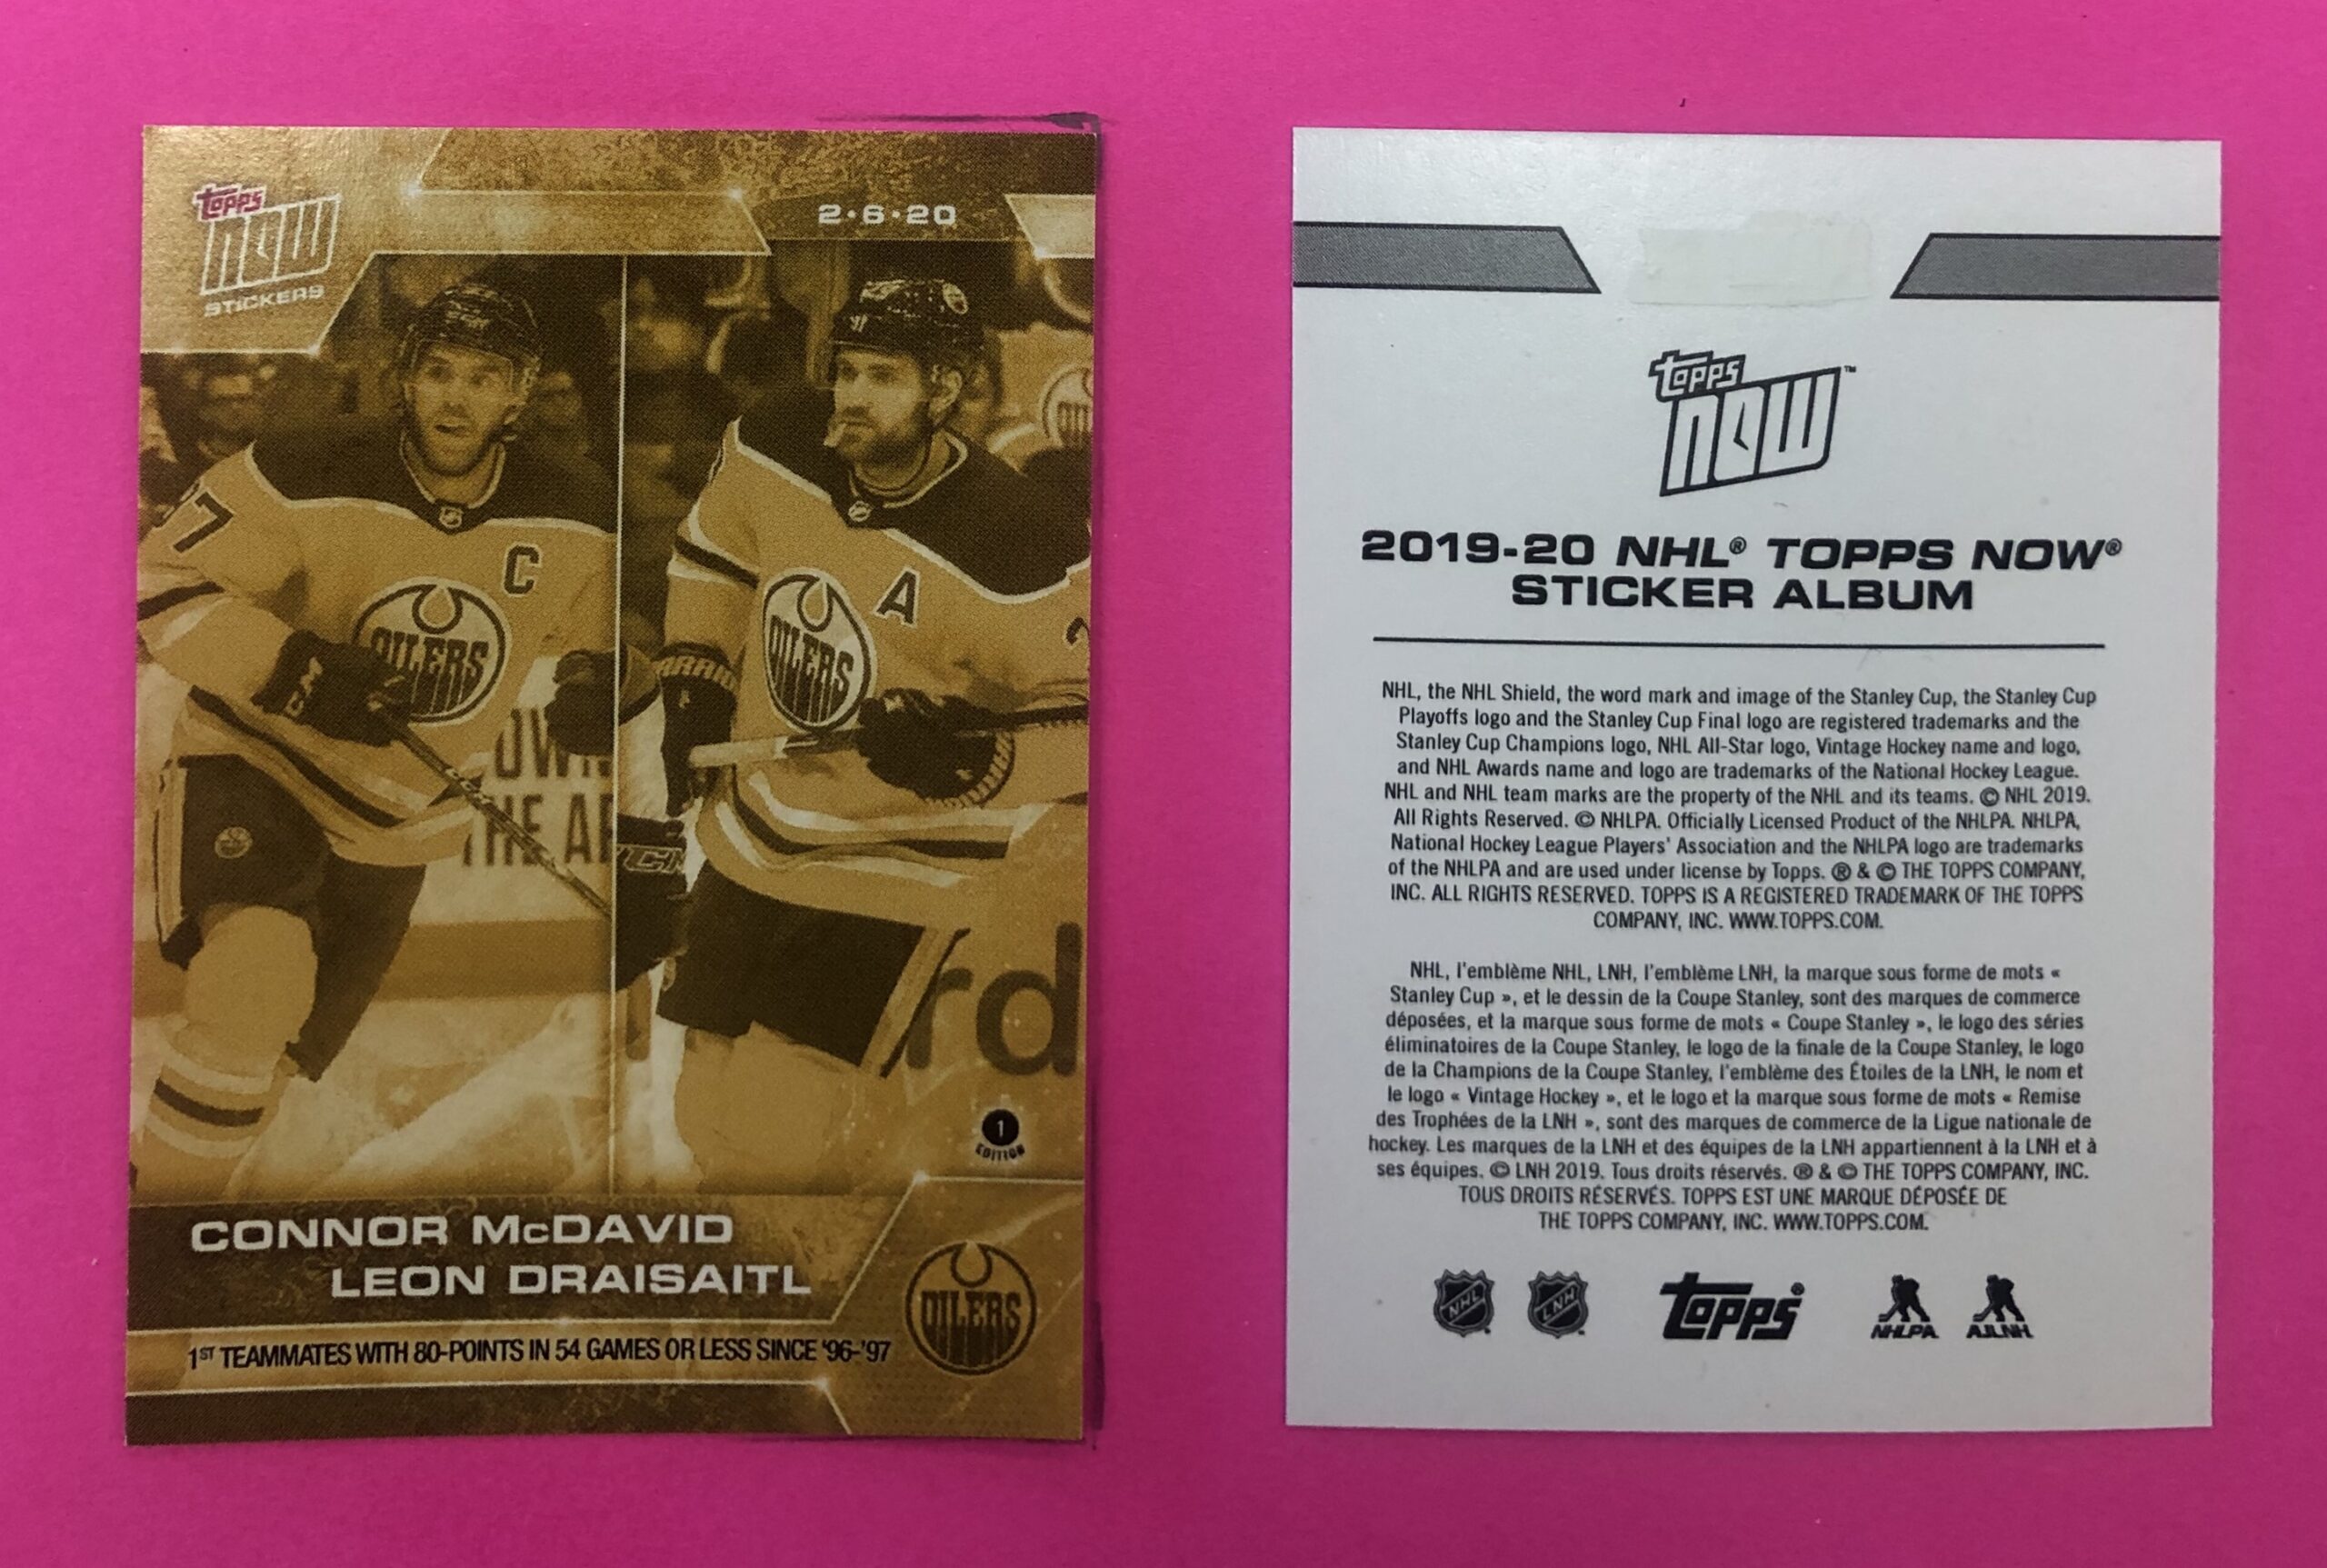 topps
now
STICKERS
2•6•20
97
C
OILERS
A
2
OILERS
WARRIOR
CCM
OWN
THE A
CCM
rd
1
EDITION
CONNOR McDAVID
LEON DRAISAITL
1ST TEAMMATES WITH 80-POINTS IN 54 GAMES OR LESS SINCE '96-'97
OILERS
topps
now™
2019-20 NHL® TOPPS NOW®
STICKER ALBUM
NHL, the NHL Shield, the word mark and image of the Stanley Cup, the Stanley Cup
Playoffs logo and the Stanley Cup Final logo are registered trademarks and the
Stanley Cup Champions logo, NHL All-Star logo, Vintage Hockey name and logo,
and NHL Awards name and logo are trademarks of the National Hockey League.
NHL and NHL team marks are the property of the NHL and its teams. © NHL 2019.
All Rights Reserved. © NHLPA. Officially Licensed Product of the NHLPA. NHLPA,
National Hockey League Players' Association and the NHLPA logo are trademarks
of the NHLPA and are used under license by Topps. ® & © THE TOPPS COMPANY,
INC. ALL RIGHTS RESERVED. TOPPS IS A REGISTERED TRADEMARK OF THE TOPPS
COMPANY, INC. WWW.TOPPS.COM.
NHL, l'emblème NHL, LNH, l'emblème LNH, la marque sous forme de mots «
Stanley Cup », et le dessin de la Coupe Stanley, sont des marques de commerce
déposées, et la marque sous forme de mots « Coupe Stanley », le logo des séries
éliminatoires de la Coupe Stanley, le logo de la finale de la Coupe Stanley, le logo
de la Champions de la Coupe Stanley, l'emblème des Étoiles de la LNH, le nom et
le logo « Vintage Hockey », et le logo et la marque sous forme de mots « Remise
des Trophées de la LNH », sont des marques de commerce de la Ligue nationale de
hockey. Les marques de la LNH et des équipes de la LNH appartiennent à la LNH et à
ses équipes. © LNH 2019. Tous droits réservés. ® & © THE TOPPS COMPANY, INC.
TOUS DROITS RÉSERVÉS. TOPPS EST UNE MARQUE DÉPOSÉE DE
THE TOPPS COMPANY, INC. WWW.TOPPS.COM.
NHL LNH topps® NHLPA AJLNH